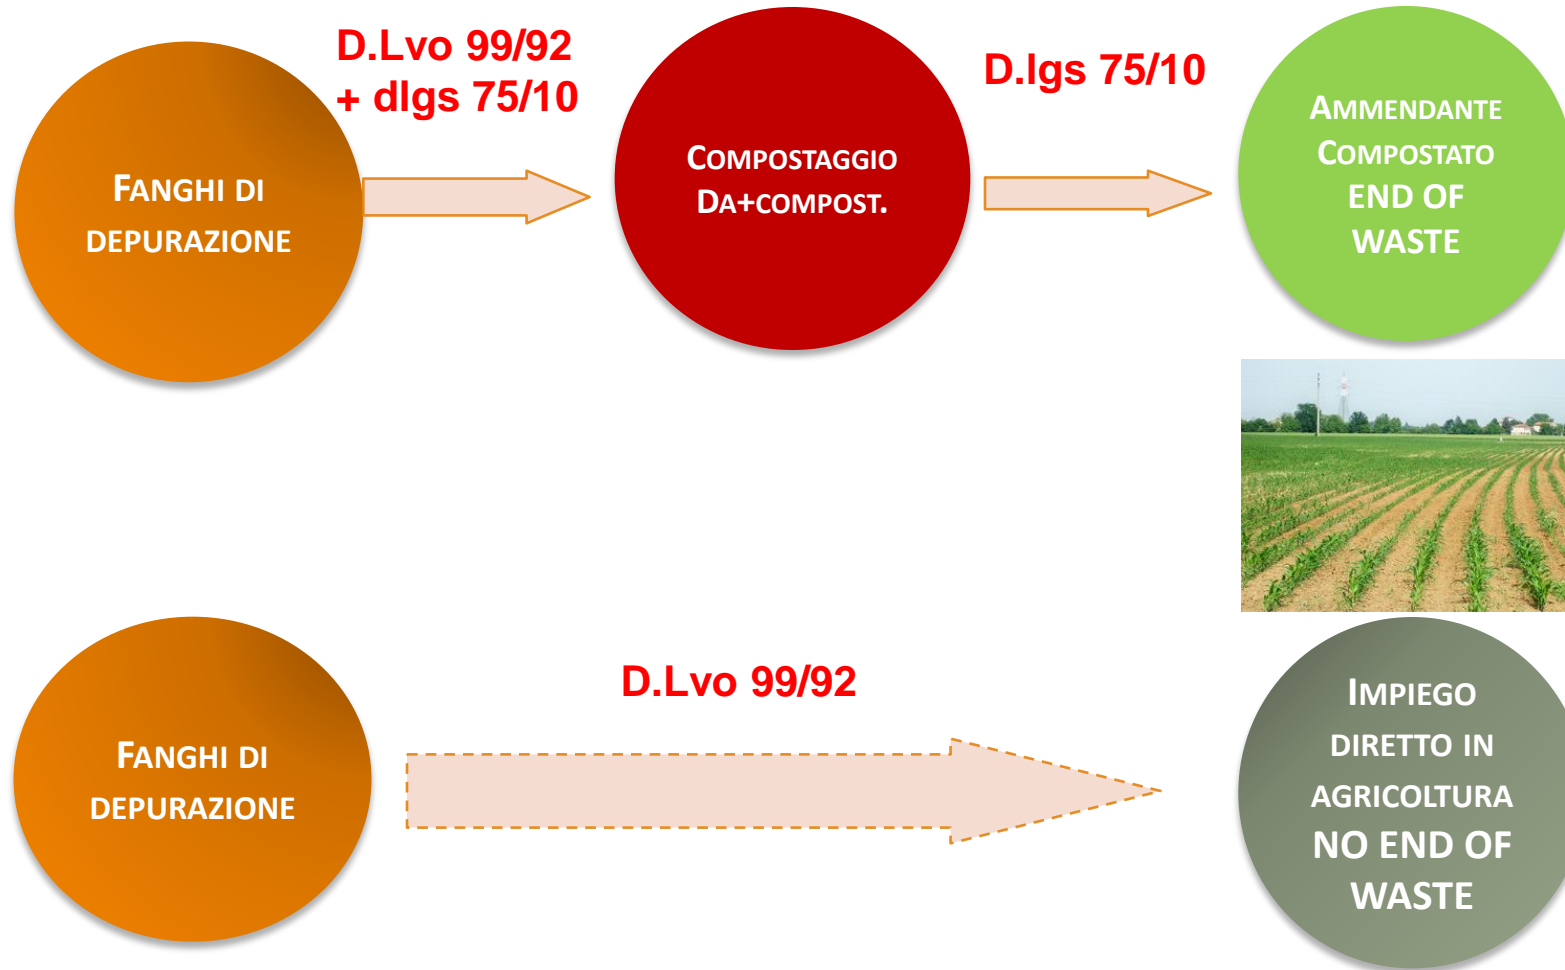 D.Lvo 99/92
+ dlgs 75/10
D.lgs 75/10
FANGHI DI
DEPURAZIONE
COMPOSTAGGIO
DA+COMPOST.
AMMENDANTE
COMPOSTATO
END OF
WASTE
D.Lvo 99/92
FANGHI DI
DEPURAZIONE
IMPIEGO
DIRETTO IN
AGRICOLTURA
NO END OF
WASTE